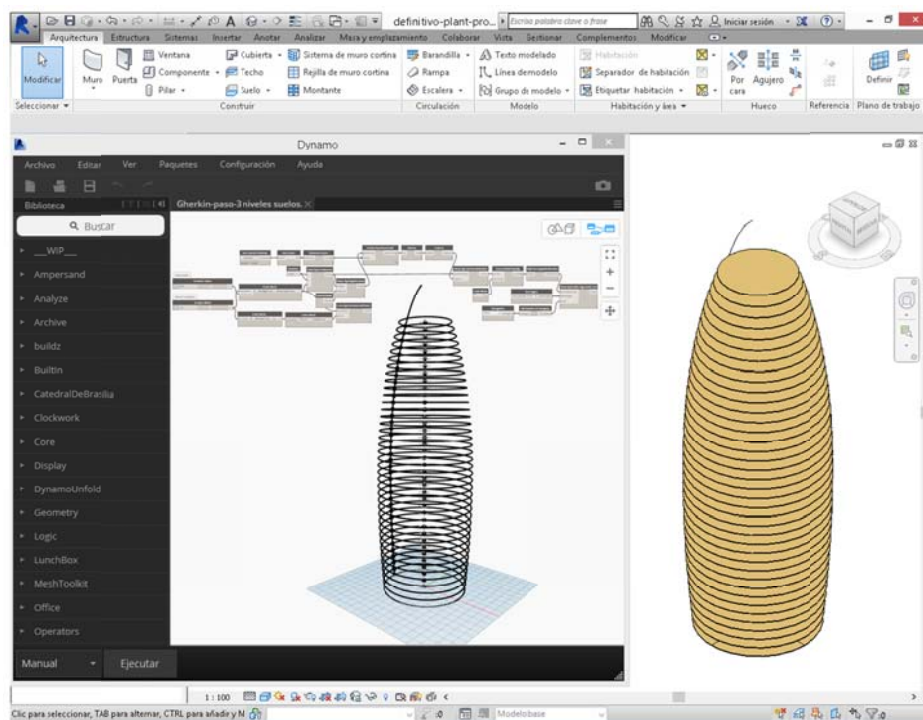 definitivo-plant-pro...
Escriba palabra clave o frase
Iniciar sesión
Arquitectura Estructura Sistemas Insertar Anotar Analizar Masa y emplazamiento Colaborar Vista Gestionar Complementos Modificar
Modificar
Muro
Puerta
Ventana
Componente
Pilar
Cubierta
Techo
Suelo
Sistema de muro cortina
Rejilla de muro cortina
Montante
Barandilla
Rampa
Escalera
Texto modelado
Línea de modelo
Grupo de modelo
Habitación
Separador de habitación
Etiquetar habitación
Por cara
Agujero
Definir
Seleccionar
Construir
Circulación
Modelo
Habitación y área
Hueco
Referencia
Plano de trabajo
Dynamo
Archivo Editar Ver Paquetes Configuración Ayuda
Biblioteca
Gherkin-paso-3niveles suelos.
Buscar
___WIP___
Ampersand
Analyze
Archive
buildz
Builtin
CatedralDeBrasilia
Clockwork
Core
Display
DynamoUnfold
Geometry
Logic
LunchBox
MeshToolkit
Office
Operators
Manual
Ejecutar
1 : 100
Clic para seleccionar, TAB para alternar, CTRL para añadir y N
:0
Modelo base